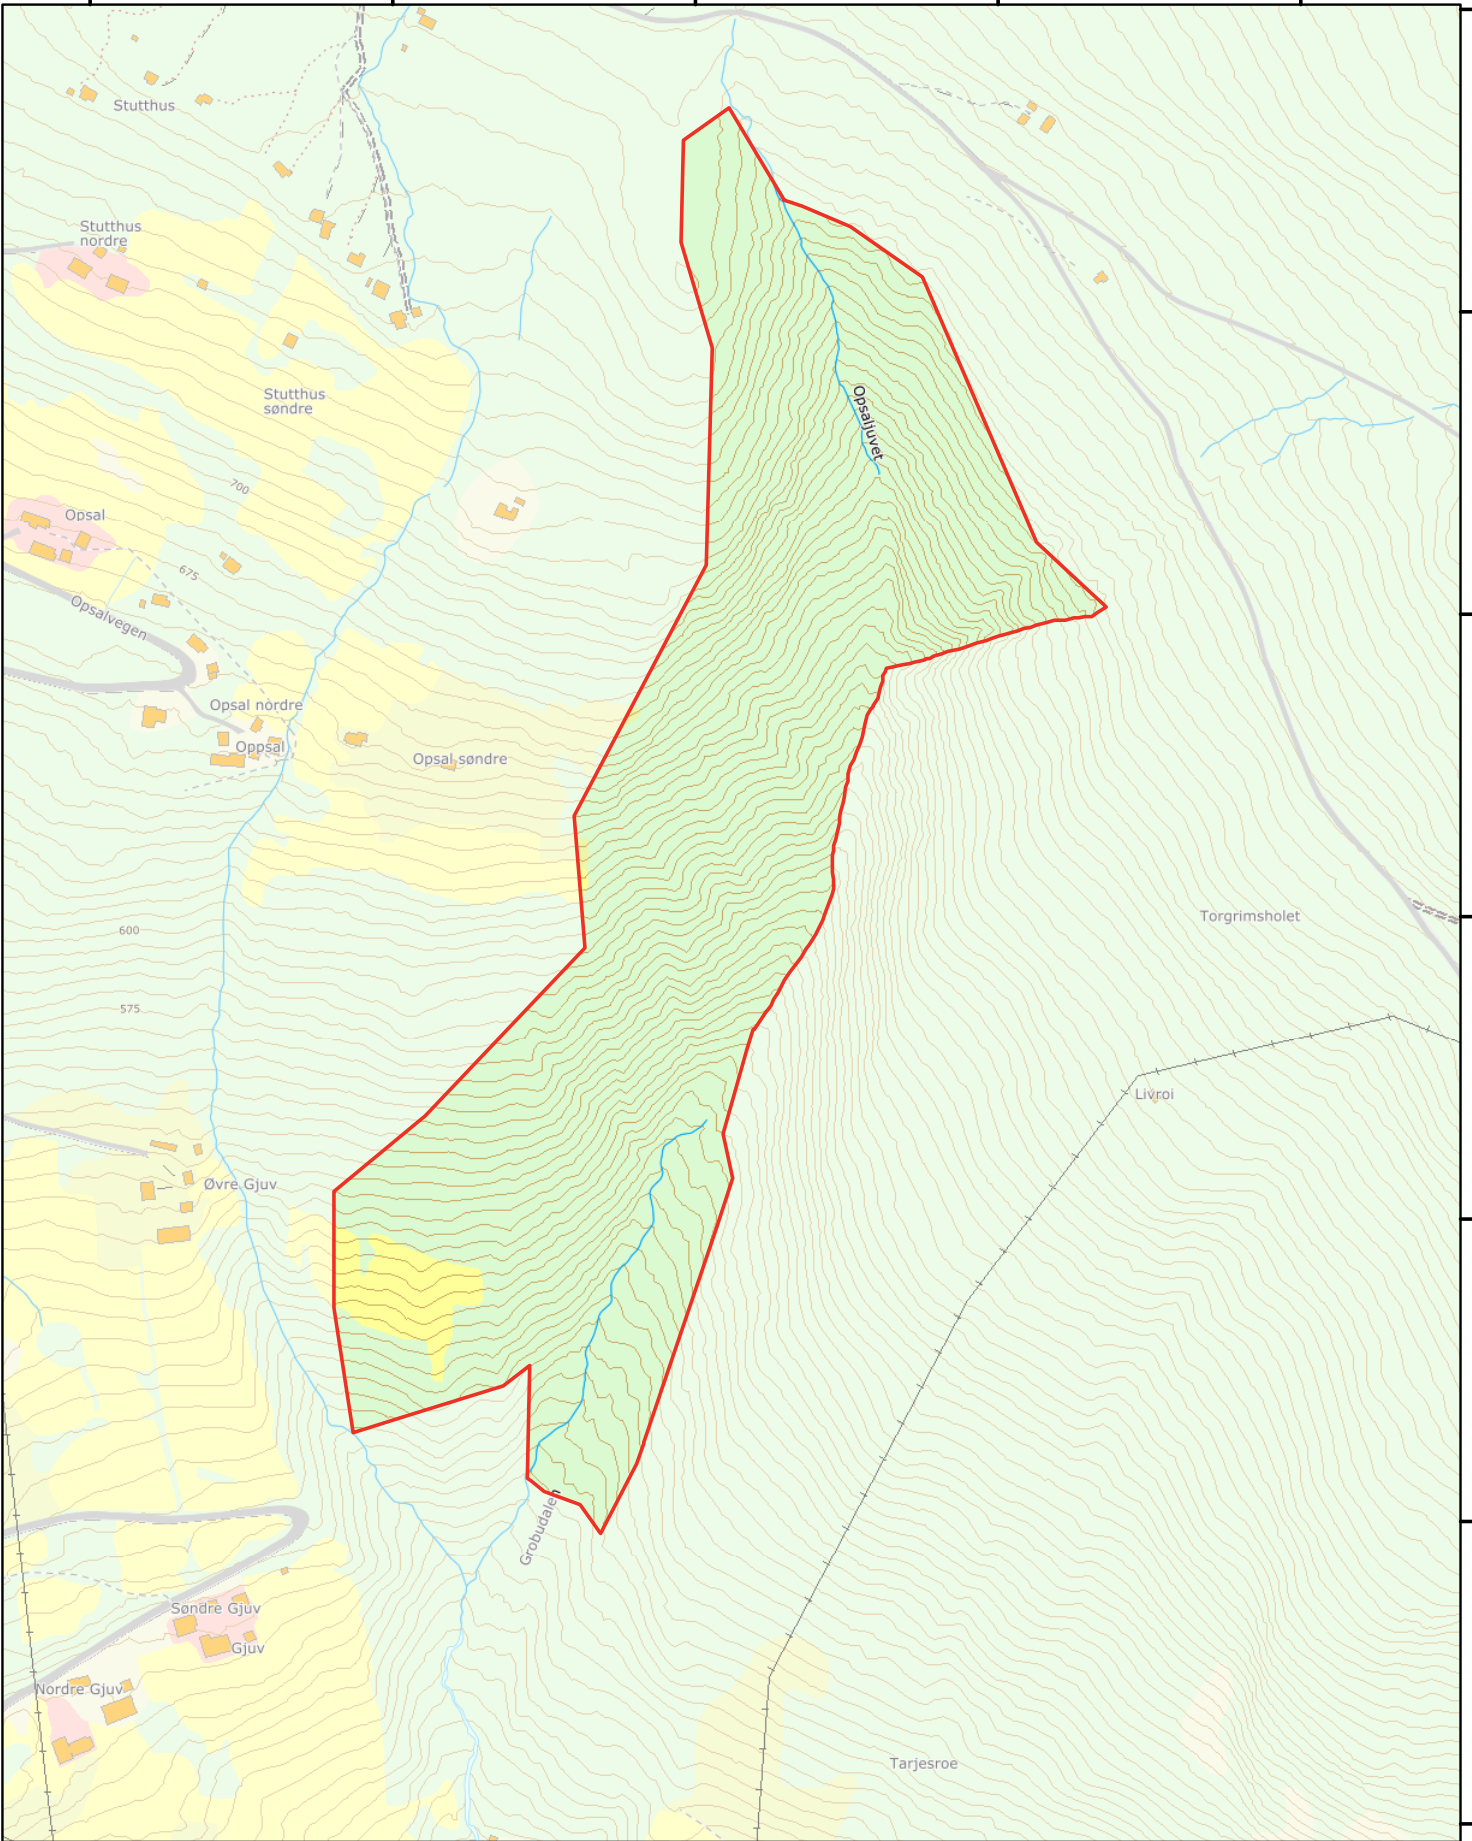 Stutthus
Stutthus
nordre
Stutthus
søndre
Opsaljuvet
700
Opsal
675
Opsalvegen
Opsal nordre
Oppsal
Opsal søndre
600
Torgrimsholet
575
Livroi
Øvre Gjuv
Grobudalen
Søndre Gjuv
Gjuv
Nordre Gjuv
Tarjesroe